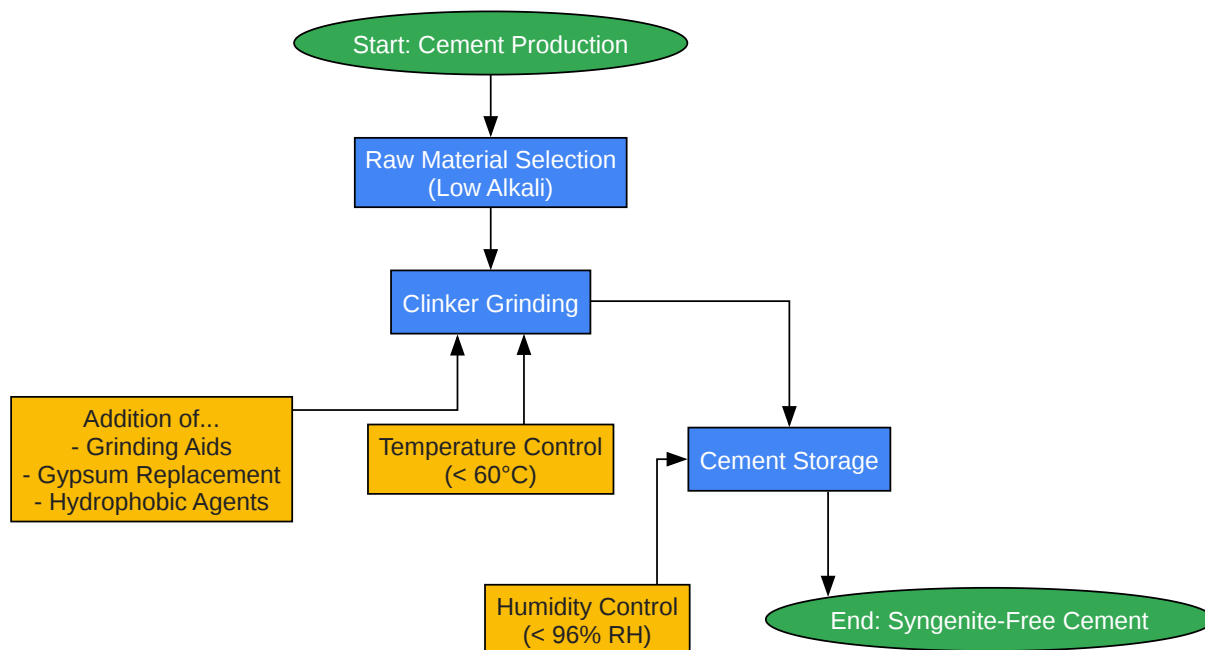 Start: Cement Production
Raw Material Selection
(Low Alkali)
Clinker Grinding
Addition of...
- Grinding Aids
- Gypsum Replacement
- Hydrophobic Agents
Temperature Control
(< 60°C)
Cement Storage
Humidity Control
(< 96% RH)
End: Syngenite-Free Cement